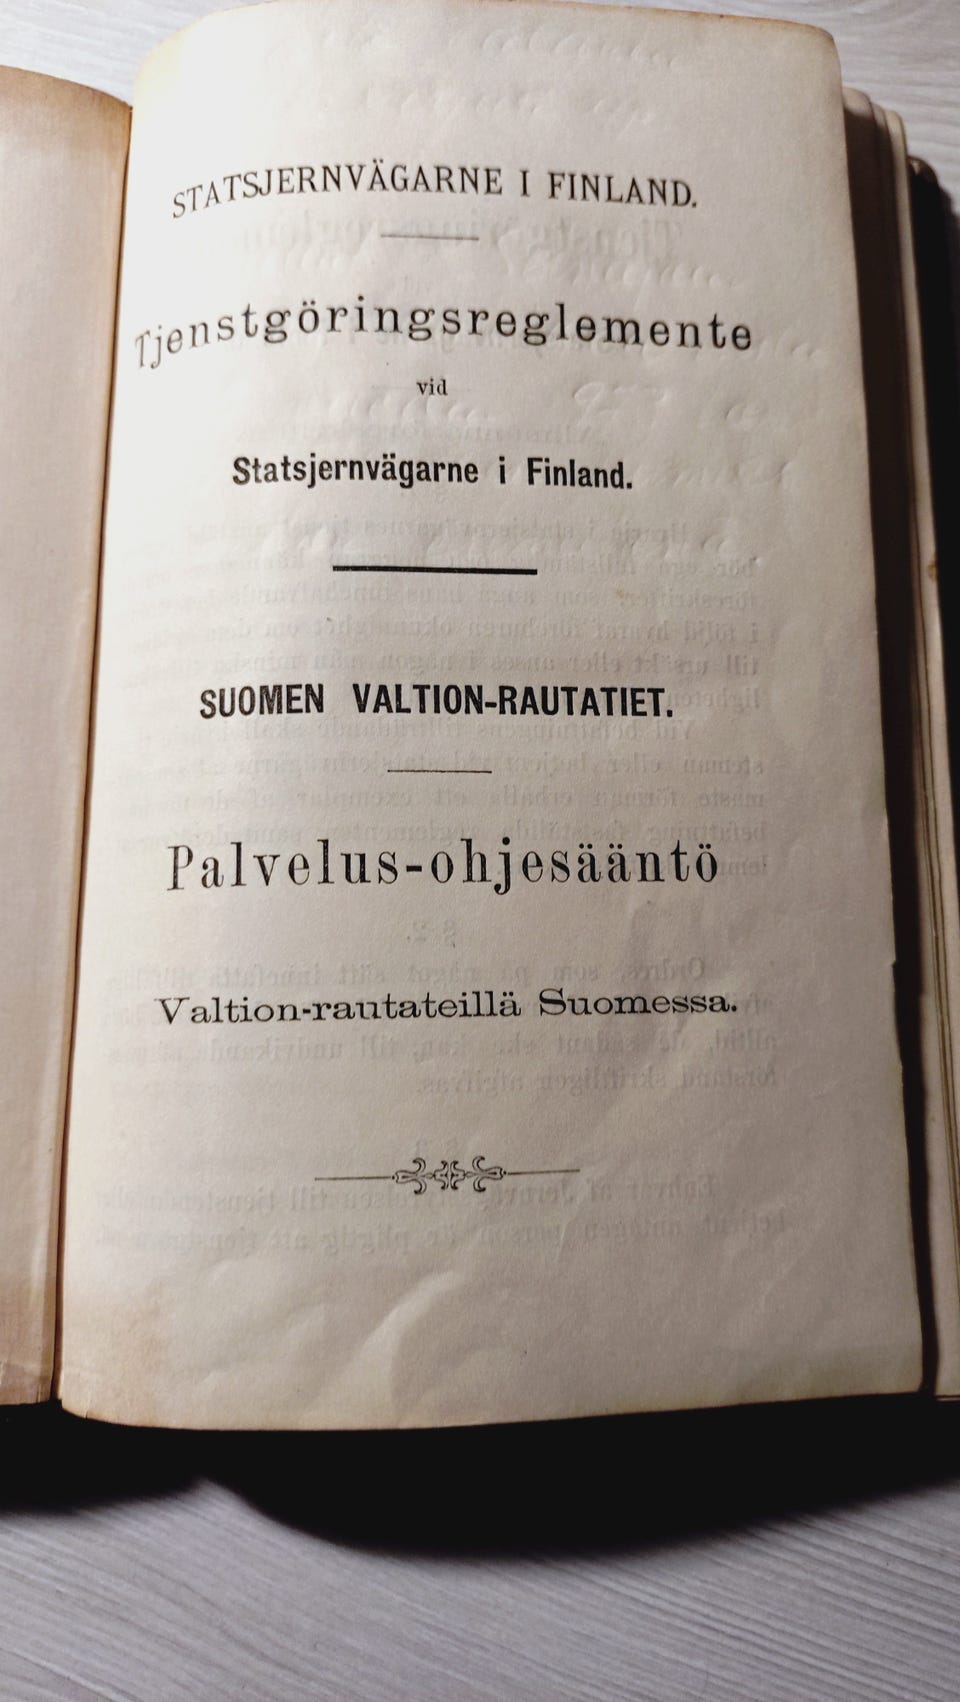 STATSJERNVÄGARNE I FINLAND.
Tjenstgöringsreglemente
vid
Statsjernvägarne i Finland.
SUOMEN VALTION-RAUTATIET.
Palvelus-ohjesääntö
Valtion-rautateillä Suomessa.